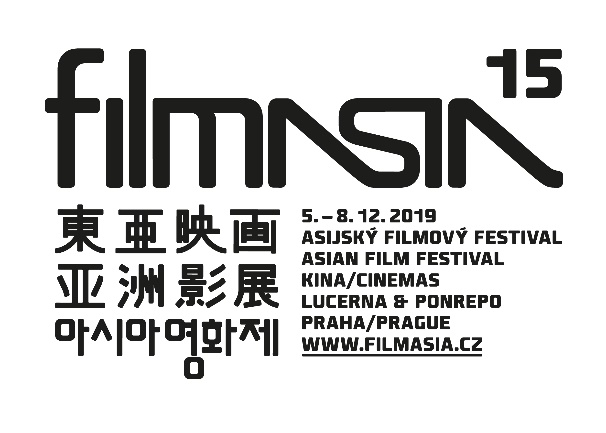 filmasia 15
東亜映画
亚洲影展
아시아영화제
5. – 8. 12. 2019
ASIJSKÝ FILMOVÝ FESTIVAL
ASIAN FILM FESTIVAL
KINA/CINEMAS
LUCERNA & PONREPO
PRAHA/PRAGUE
WWW.FILMASIA.CZ